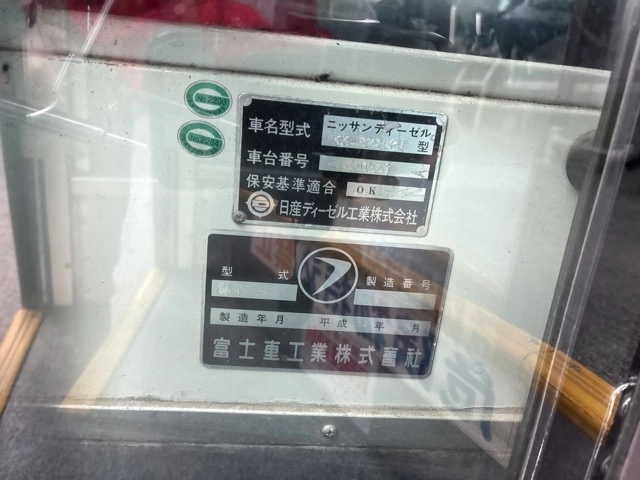 No.2200
車名型式 ニッサンディーゼル
型
車台番号
保安基準適合 OK
日産ディーゼル工業株式会社
型式 製造番号
製造年月 平成 年 月
富士重工業株式會社